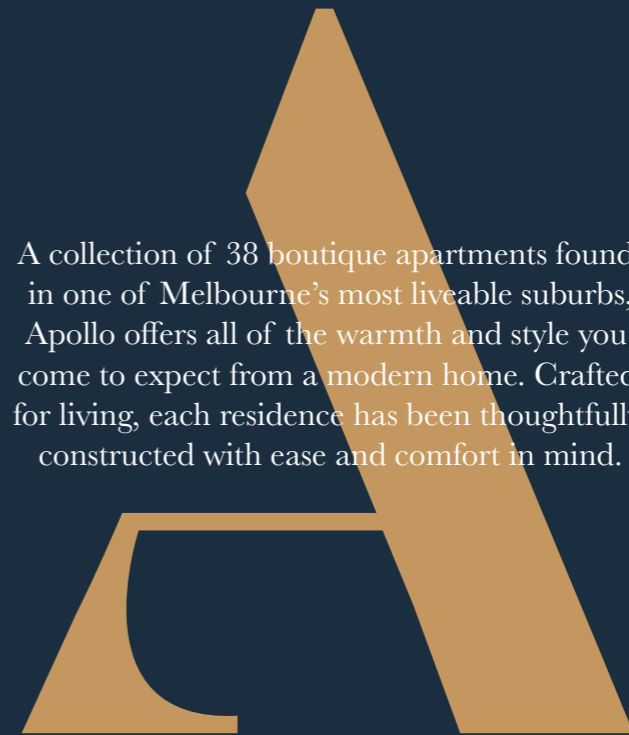 A collection of 38 boutique apartments found
in one of Melbourne’s most liveable suburbs,
Apollo offers all of the warmth and style you
come to expect from a modern home. Crafted
for living, each residence has been thoughtfully
constructed with ease and comfort in mind.
A